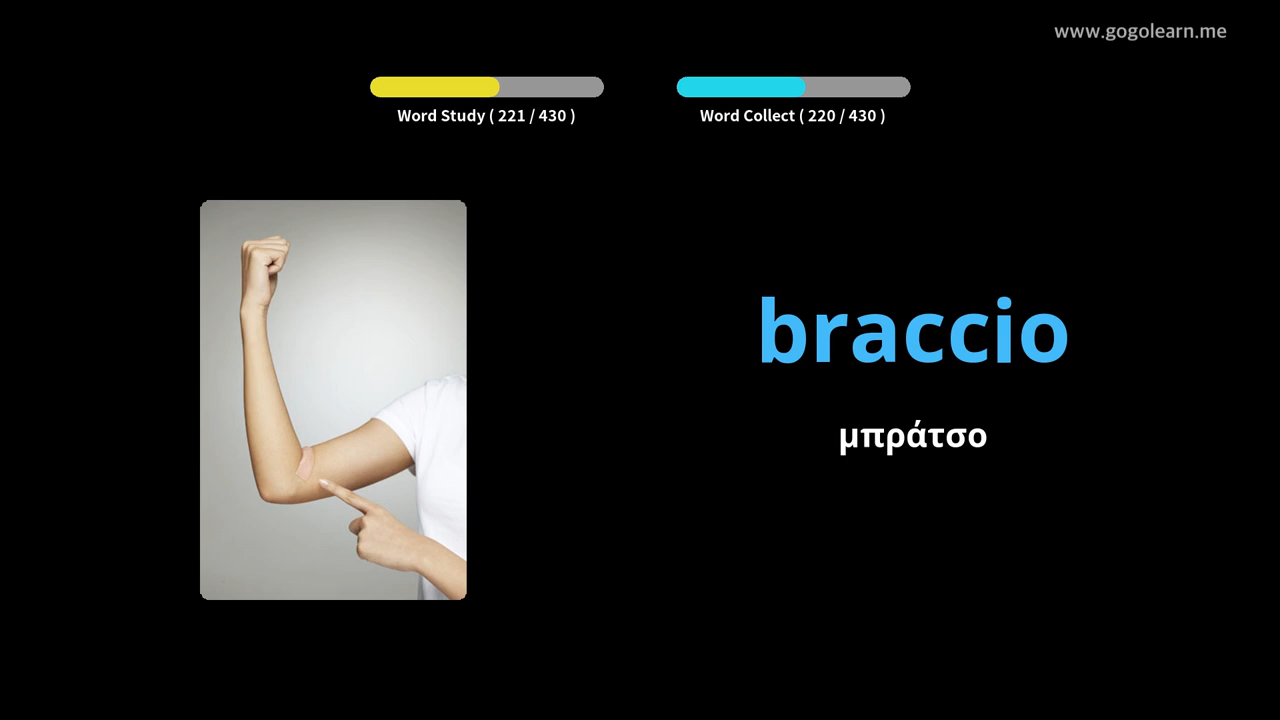 www.gogolearn.me
Word Study ( 221 / 430 )
Word Collect ( 220 / 430 )
braccio
μπράτσο